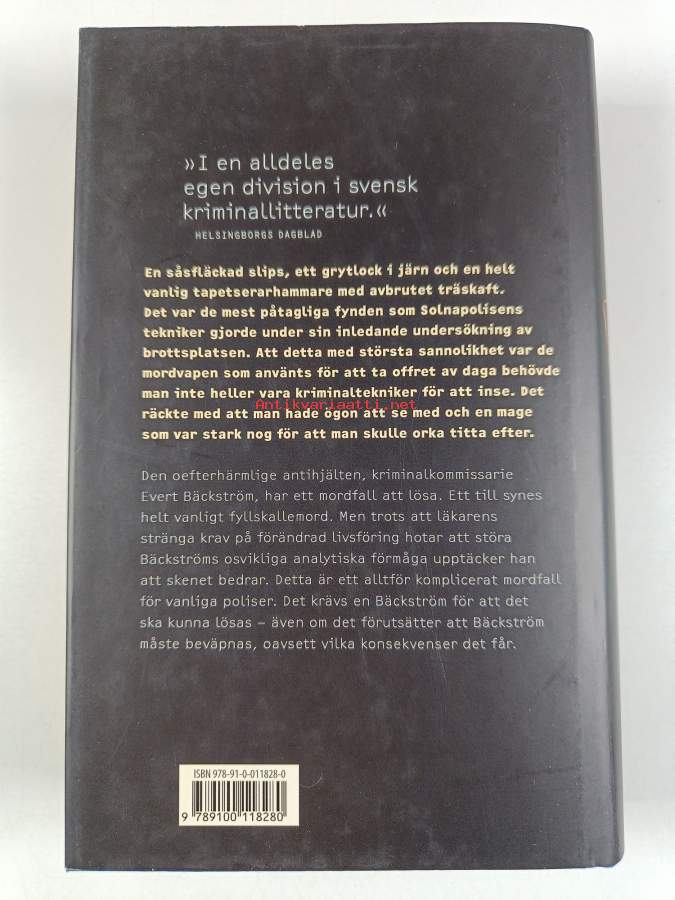 »I en alldeles
egen division i svensk
kriminallitteratur.«
HELSINGBORGS DAGBLAD
En såsfläckad slips, ett grytlock i järn och en helt
vanlig tapetserarhammare med avbrutet träskaft.
Det var de mest påtagliga fynden som Solnapolisens
tekniker gjorde under sin inledande undersökning av
brottsplatsen. Att detta med största sannolikhet var de
mordvapen som använts för att ta offret av daga behövde
man inte heller vara kriminaltekniker för att inse. Det
Antikvariaatti.net
räckte med att man hade ögon att se med och en mage
som var stark nog för att man skulle orka titta efter.
Den oefterhärmlige antihjälten, kriminalkommissarie
Evert Bäckström, har ett mordfall att lösa. Ett till synes
helt vanligt fyllskallemord. Men trots att läkarens
stränga krav på förändrad livsföring hotar att störa
Bäckströms osvikliga analytiska förmåga upptäcker han
att skenet bedrar. Detta är ett alltför komplicerat mordfall
för vanliga poliser. Det krävs en Bäckström för att det
ska kunna lösas – även om det förutsätter att Bäckström
måste beväpnas, oavsett vilka konsekvenser det får.
ISBN 978-91-0-011828-0
9 789100 118280